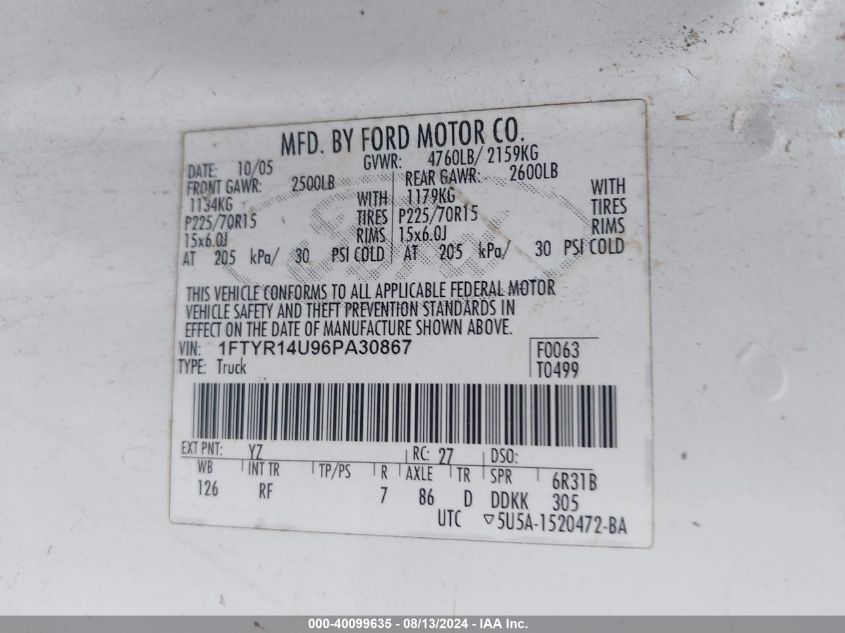 MFD. BY FORD MOTOR CO.
DATE: 10/05 GVWR: 4760LB/ 2159KG
FRONT GAWR: 2500LB REAR GAWR: 2600LB
1134KG WITH 1179KG WITH
P225/70R15 TIRES P225/70R15 TIRES
15x6.0J RIMS 15x6.0J RIMS
AT 205 kPa/ 30 PSI COLD AT 205 kPa/ 30 PSI COLD
THIS VEHICLE CONFORMS TO ALL APPLICABLE FEDERAL MOTOR
VEHICLE SAFETY AND THEFT PREVENTION STANDARDS IN
EFFECT ON THE DATE OF MANUFACTURE SHOWN ABOVE.
VIN: 1FTYR14U96PA30867 F0063
TYPE: Truck T0499
EXT PNT: YZ RC: 27 DSO:
WB INT TR TP/PS R AXLE TR SPR 6R31B
126 RF 7 86 D DDKK 305
UTC ▽5U5A-1520472-BA
000-40099635 - 08/13/2024 - IAA Inc.